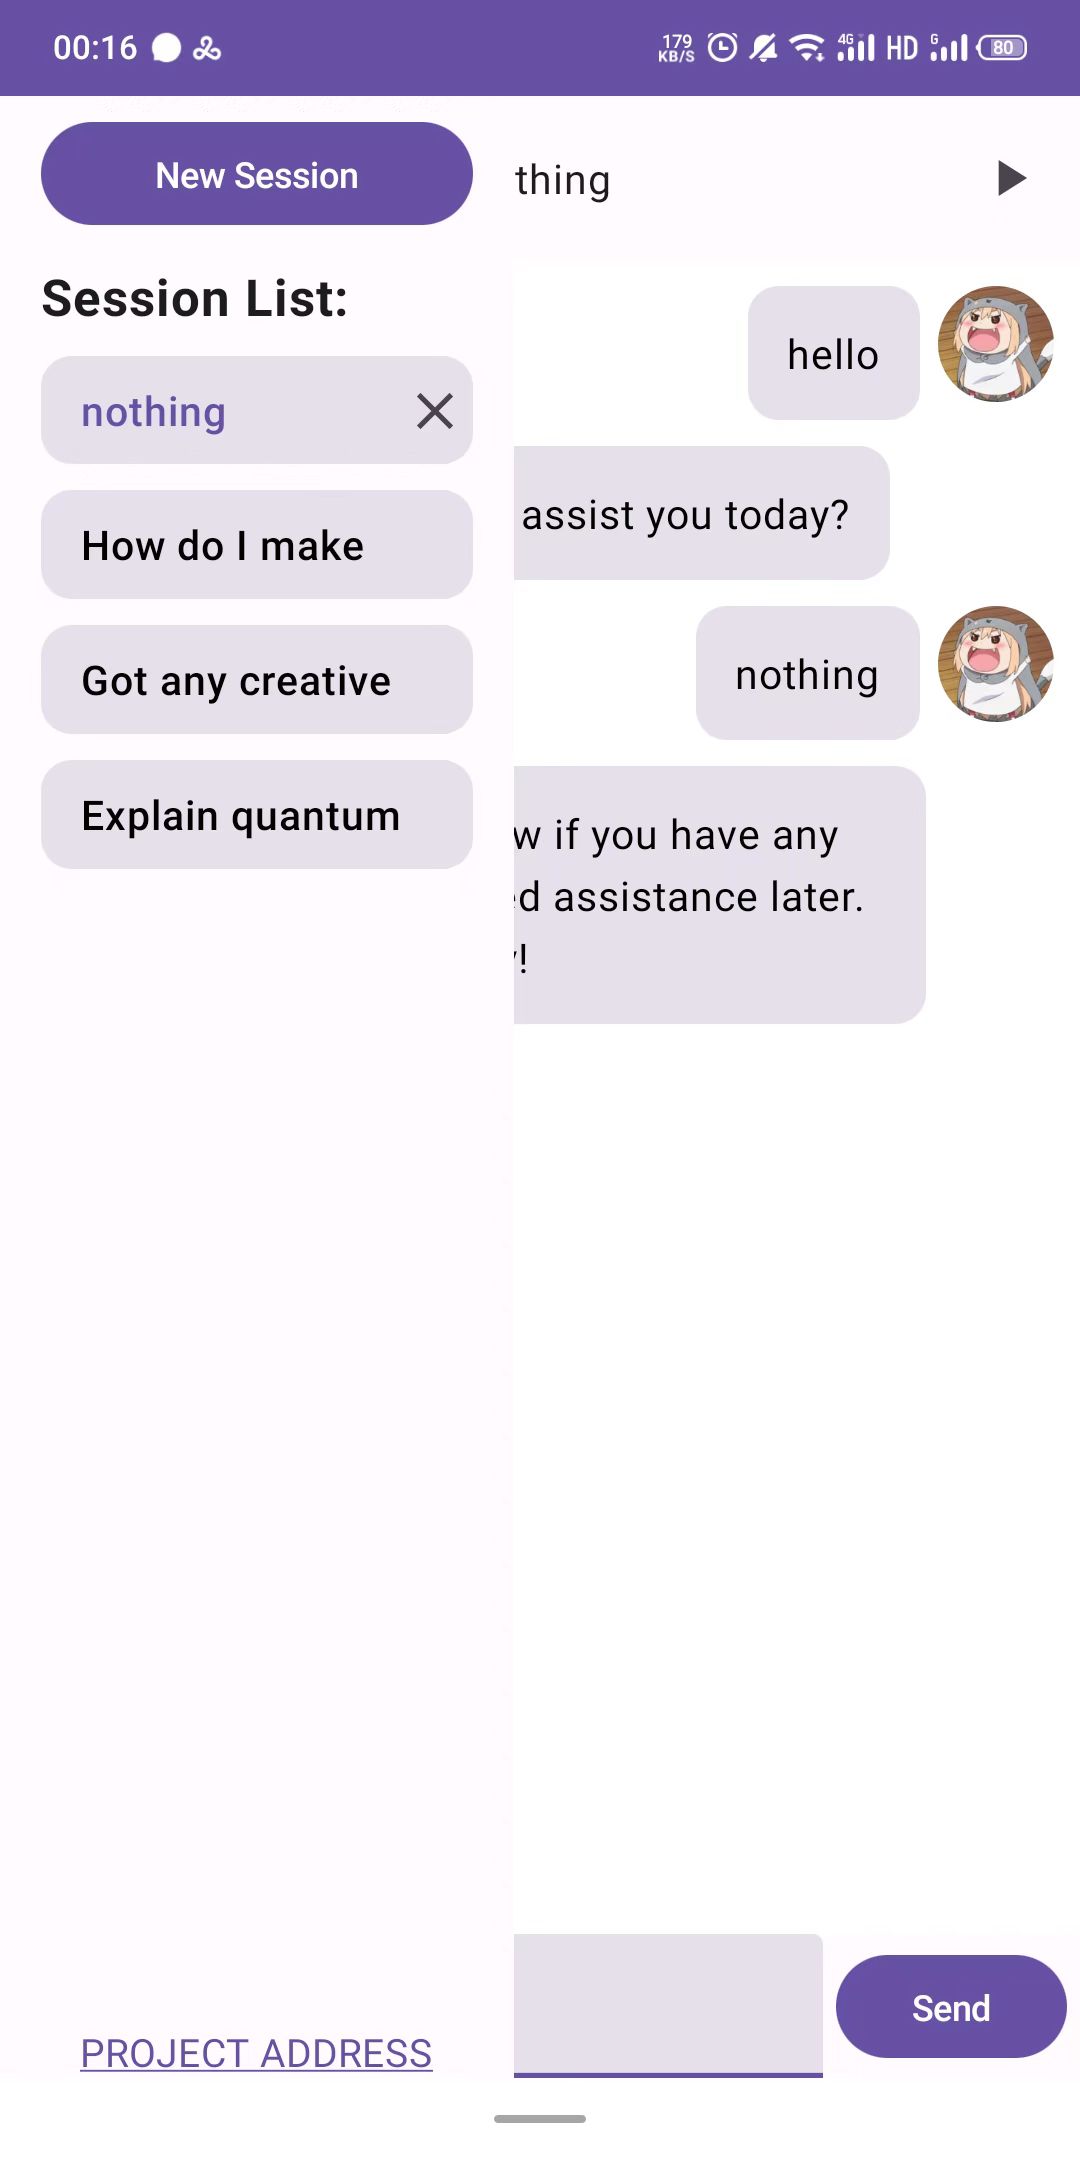 00:16
179
KB/S
4G
HD
G
80
New Session
thing
Session List:
nothing
How do I make
Got any creative
Explain quantum
hello
assist you today?
nothing
w if you have any
d assistance later.
!
PROJECT ADDRESS
Send